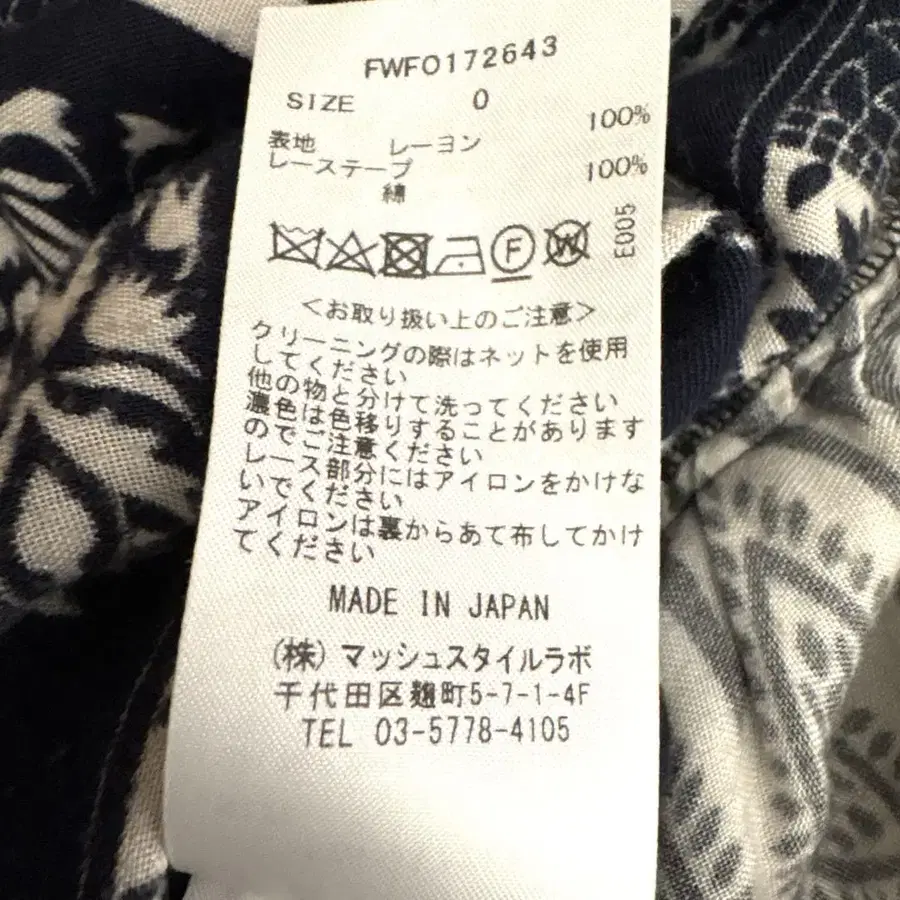 FWFO172643
SIZE 0
表地 レーヨン 100%
レーステープ
綿 100%
F W
E005
<お取り扱い上のご注意>
クリーニングの際はネットを使用
してください
他の物と分けて洗ってください
濃色は色移りすることがあります
のでご注意ください
レース部分にはアイロンをかけな
いでください
アイロンは裏からあて布してかけ
てください
MADE IN JAPAN
(株) マッシュスタイルラボ
千代田区麹町5-7-1-4F
TEL 03-5778-4105